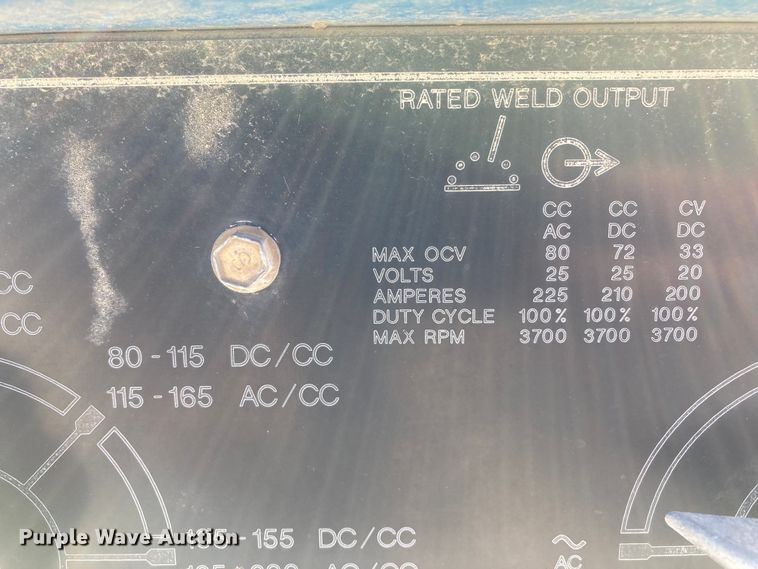 RATED WELD OUTPUT
CC CC CV
AC DC DC
MAX OCV 80 72 33
VOLTS 25 25 20
AMPERES 225 210 200
DUTY CYCLE 100% 100% 100%
MAX RPM 3700 3700 3700
CC
CC
80-115 DC/CC
115-165 AC/CC
155 DC/CC
AC/CC
AC
Purple Wave Auction